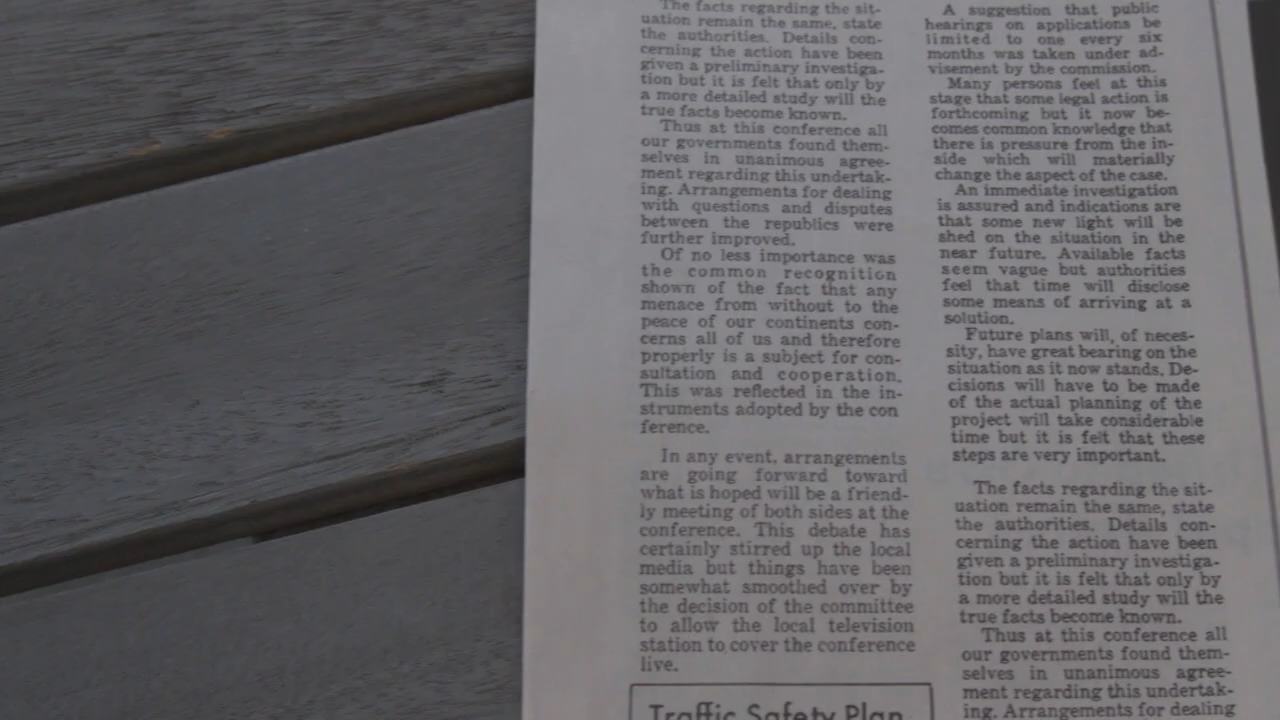 The facts regarding the sit-
uation remain the same, state
the authorities. Details con-
cerning the action have been
given a preliminary investiga-
tion but it is felt that only by
a more detailed study will the
true facts become known.
Thus at this conference all
our governments found them-
selves in unanimous agree-
ment regarding this undertak-
ing. Arrangements for dealing
with questions and disputes
between the republics were
further improved.
Of no less importance was
the common recognition
shown of the fact that any
menace from without to the
peace of our continents con-
cerns all of us and therefore
properly is a subject for con-
sultation and cooperation.
This was reflected in the in-
struments adopted by the con
ference.
In any event, arrangements
are going forward toward
what is hoped will be a friend-
ly meeting of both sides at the
conference. This debate has
certainly stirred up the local
media but things have been
somewhat smoothed over by
the decision of the committee
to allow the local television
station to cover the conference
live.
Traffic Safety Plan
A suggestion that public
hearings on applications be
limited to one every six
months was taken under ad-
visement by the commission.
Many persons feel at this
stage that some legal action is
forthcoming but it now be-
comes common knowledge that
there is pressure from the in-
side which will materially
change the aspect of the case.
An immediate investigation
is assured and indications are
that some new light will be
shed on the situation in the
near future. Available facts
seem vague but authorities
feel that time will disclose
some means of arriving at a
solution.
Future plans will, of neces-
sity, have great bearing on the
situation as it now stands. De-
cisions will have to be made
of the actual planning of the
project will take considerable
time but it is felt that these
steps are very important.
The facts regarding the sit-
uation remain the same, state
the authorities. Details con-
cerning the action have been
given a preliminary investiga-
tion but it is felt that only by
a more detailed study will the
true facts become known.
Thus at this conference all
our governments found them-
selves in unanimous agree-
ment regarding this undertak-
ing. Arrangements for dealing